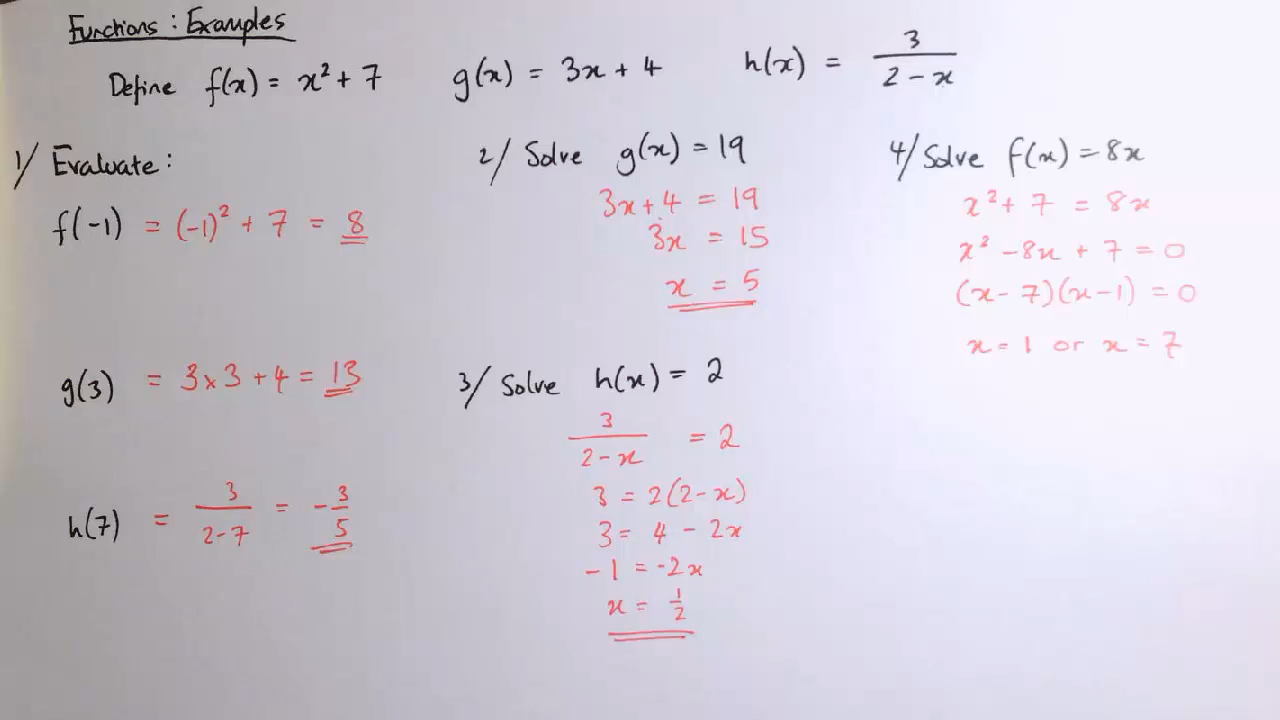 Functions : Examples
Define f(x) = x² + 7 g(x) = 3x + 4 h(x) = 3/(2 - x)
1/ Evaluate :
f(-1) = (-1)² + 7 = 8
g(3) = 3 × 3 + 4 = 13
h(7) = 3/(2-7) = -3/5
2/ Solve g(x) = 19
3x + 4 = 19
3x = 15
x = 5
3/ Solve h(x) = 2
3/(2 - x) = 2
3 = 2(2 - x)
3 = 4 - 2x
-1 = -2x
x = 1/2
4/ Solve f(x) = 8x
x² + 7 = 8x
x² - 8x + 7 = 0
(x - 7)(x - 1) = 0
x = 1 or x = 7